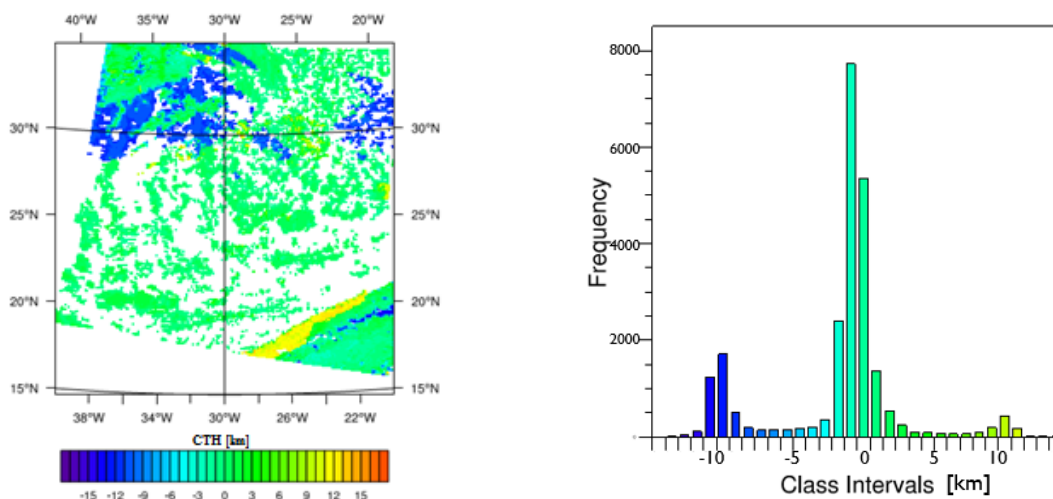 40°W 35°W 30°W 25°W 20°W
30°N 30°N
25°N 25°N
20°N 20°N
15°N 15°N
38°W 34°W 30°W 26°W 22°W
CTH [km]
-15 -12 -9 -6 -3 0 3 6 9 12 15
8000
6000
4000
2000
Frequency
-10 -5 0 5 10
Class Intervals [km]